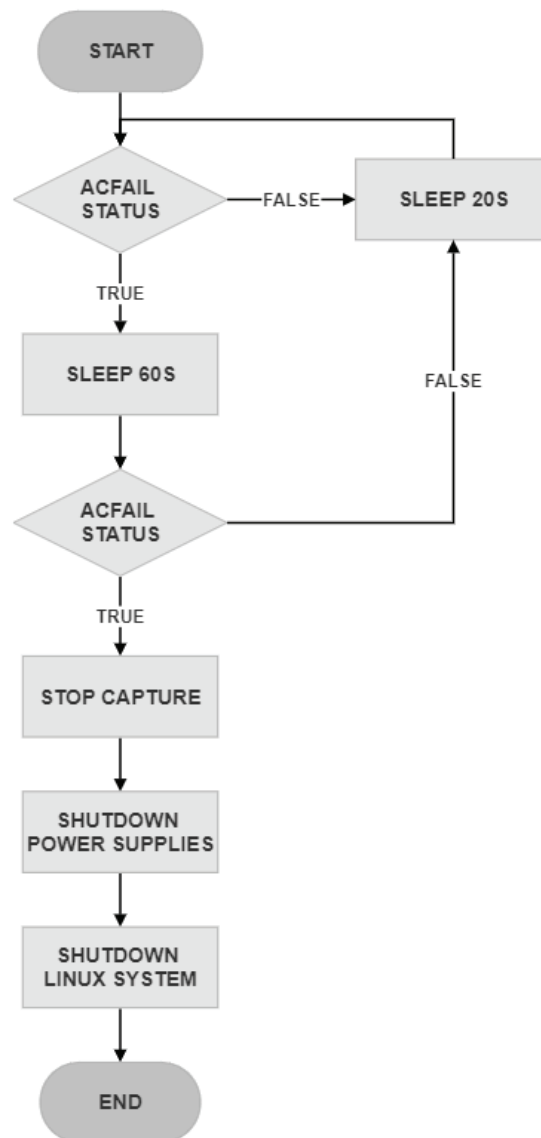 START
ACFAIL
STATUS
FALSE
SLEEP 20S
TRUE
SLEEP 60S
FALSE
ACFAIL
STATUS
TRUE
STOP CAPTURE
SHUTDOWN
POWER SUPPLIES
SHUTDOWN
LINUX SYSTEM
END